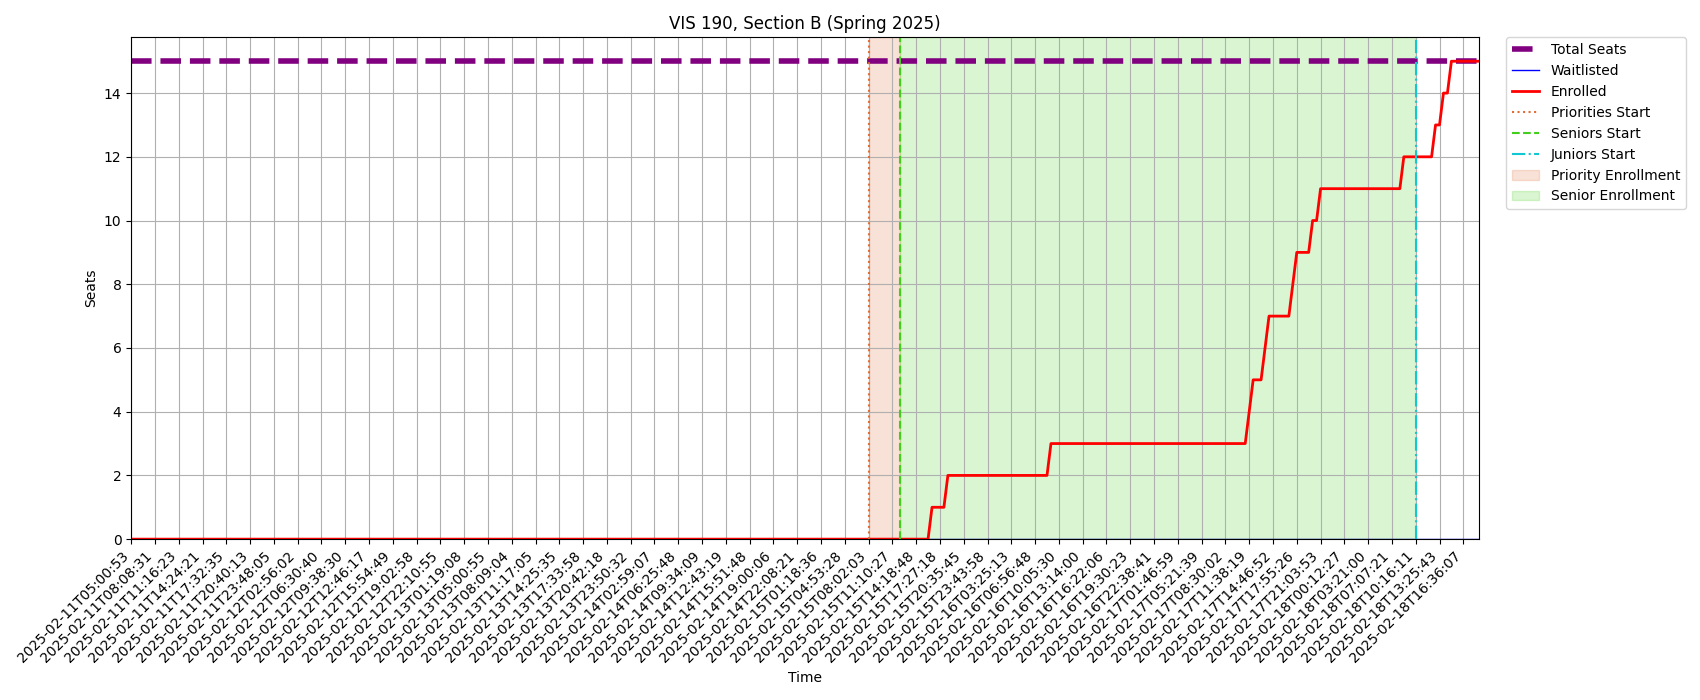 VIS 190, Section B (Spring 2025)
Total Seats
Waitlisted
Enrolled
Priorities Start
Seniors Start
Juniors Start
Priority Enrollment
Senior Enrollment
Seats
14
12
10
8
6
4
2
0
2025-02-11T05:00:53
2025-02-11T08:08:31
2025-02-11T11:16:23
2025-02-11T14:24:21
2025-02-11T17:32:35
2025-02-11T20:40:13
2025-02-11T23:48:05
2025-02-12T02:56:02
2025-02-12T06:30:40
2025-02-12T09:38:30
2025-02-12T12:46:17
2025-02-12T15:54:49
2025-02-12T19:02:58
2025-02-12T22:10:55
2025-02-13T01:19:08
2025-02-13T05:00:55
2025-02-13T08:09:04
2025-02-13T11:17:05
2025-02-13T14:25:35
2025-02-13T17:33:58
2025-02-13T20:42:18
2025-02-13T23:50:32
2025-02-14T02:59:07
2025-02-14T06:25:48
2025-02-14T09:34:09
2025-02-14T12:43:19
2025-02-14T15:51:48
2025-02-14T19:00:06
2025-02-14T22:08:21
2025-02-15T01:18:36
2025-02-15T04:53:28
2025-02-15T08:02:03
2025-02-15T11:10:27
2025-02-15T14:18:48
2025-02-15T17:27:18
2025-02-15T20:35:45
2025-02-15T23:43:58
2025-02-16T03:25:13
2025-02-16T06:56:48
2025-02-16T10:05:30
2025-02-16T13:14:00
2025-02-16T16:22:06
2025-02-16T19:30:23
2025-02-16T22:38:41
2025-02-17T01:46:59
2025-02-17T05:21:39
2025-02-17T08:30:02
2025-02-17T11:38:19
2025-02-17T14:46:52
2025-02-17T17:55:26
2025-02-17T21:03:53
2025-02-18T00:12:27
2025-02-18T03:21:00
2025-02-18T07:07:21
2025-02-18T10:16:11
2025-02-18T13:25:43
2025-02-18T16:36:07
Time